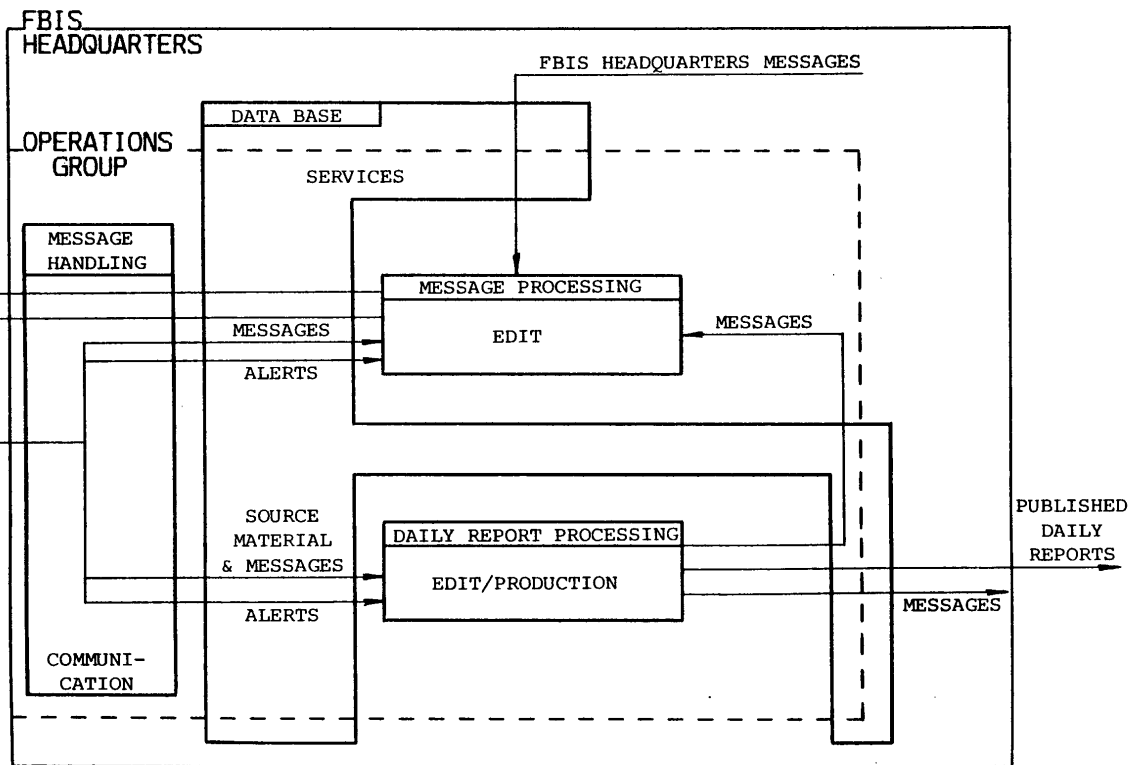 FBIS
HEADQUARTERS
FBIS HEADQUARTERS MESSAGES
DATA BASE
OPERATIONS
GROUP
SERVICES
MESSAGE
HANDLING
MESSAGE PROCESSING
EDIT
MESSAGES
ALERTS
MESSAGES
SOURCE
MATERIAL
& MESSAGES
ALERTS
DAILY REPORT PROCESSING
EDIT/PRODUCTION
PUBLISHED
DAILY
REPORTS
MESSAGES
COMMUNI-
CATION